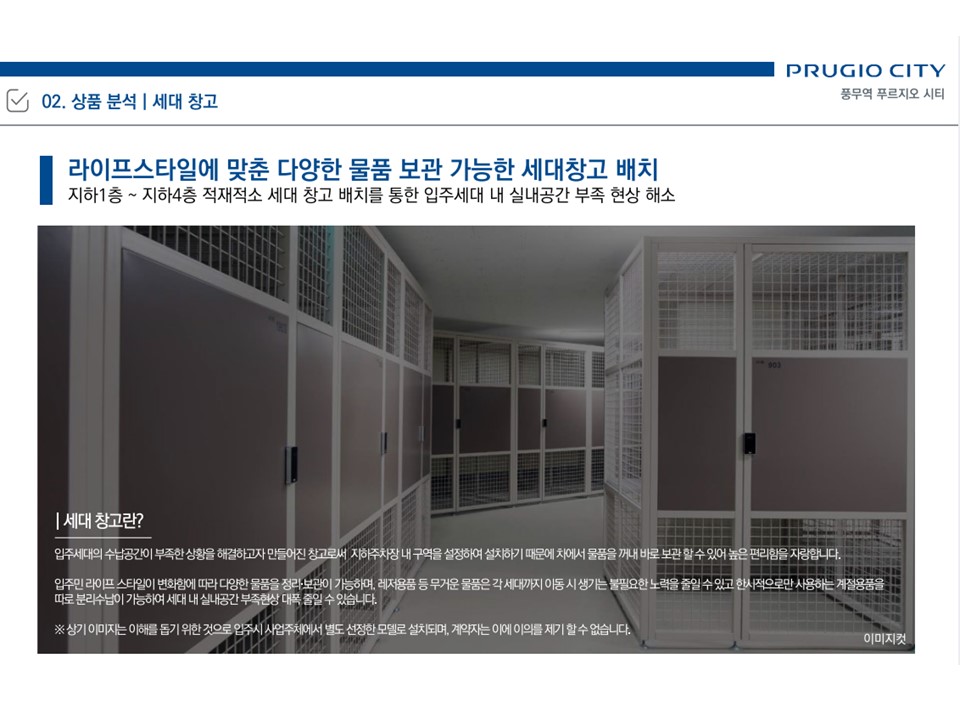 PRUGIO CITY
풍무역 푸르지오 시티
02. 상품 분석 | 세대 창고
라이프스타일에 맞춘 다양한 물품 보관 가능한 세대창고 배치
지하1층 ~ 지하4층 적재적소 세대 창고 배치를 통한 입주세대 내 실내공간 부족 현상 해소
903
| 세대 창고란?
입주세대의 수납공간이 부족한 상황을 해결하고자 만들어진 창고로써 지하주차장 내 구역을 설정하여 설치하기 때문에 차에서 물품을 꺼내 바로 보관 할 수 있어 높은 편리함을 자랑합니다.
입주민 라이프 스타일이 변화함에 따라 다양한 물품을 정리·보관이 가능하며, 레저용품 등 무거운 물품은 각 세대까지 이동 시 생기는 불필요한 노력을 줄일 수 있고 한시적으로만 사용하는 계절용품을
따로 분리수납이 가능하여 세대 내 실내공간 부족현상 대폭 줄일 수 있습니다.
※ 상기 이미지는 이해를 돕기 위한 것으로 입주시 사업주체에서 별도 선정한 모델로 설치되며, 계약자는 이에 이의를 제기 할 수 없습니다.
이미지컷